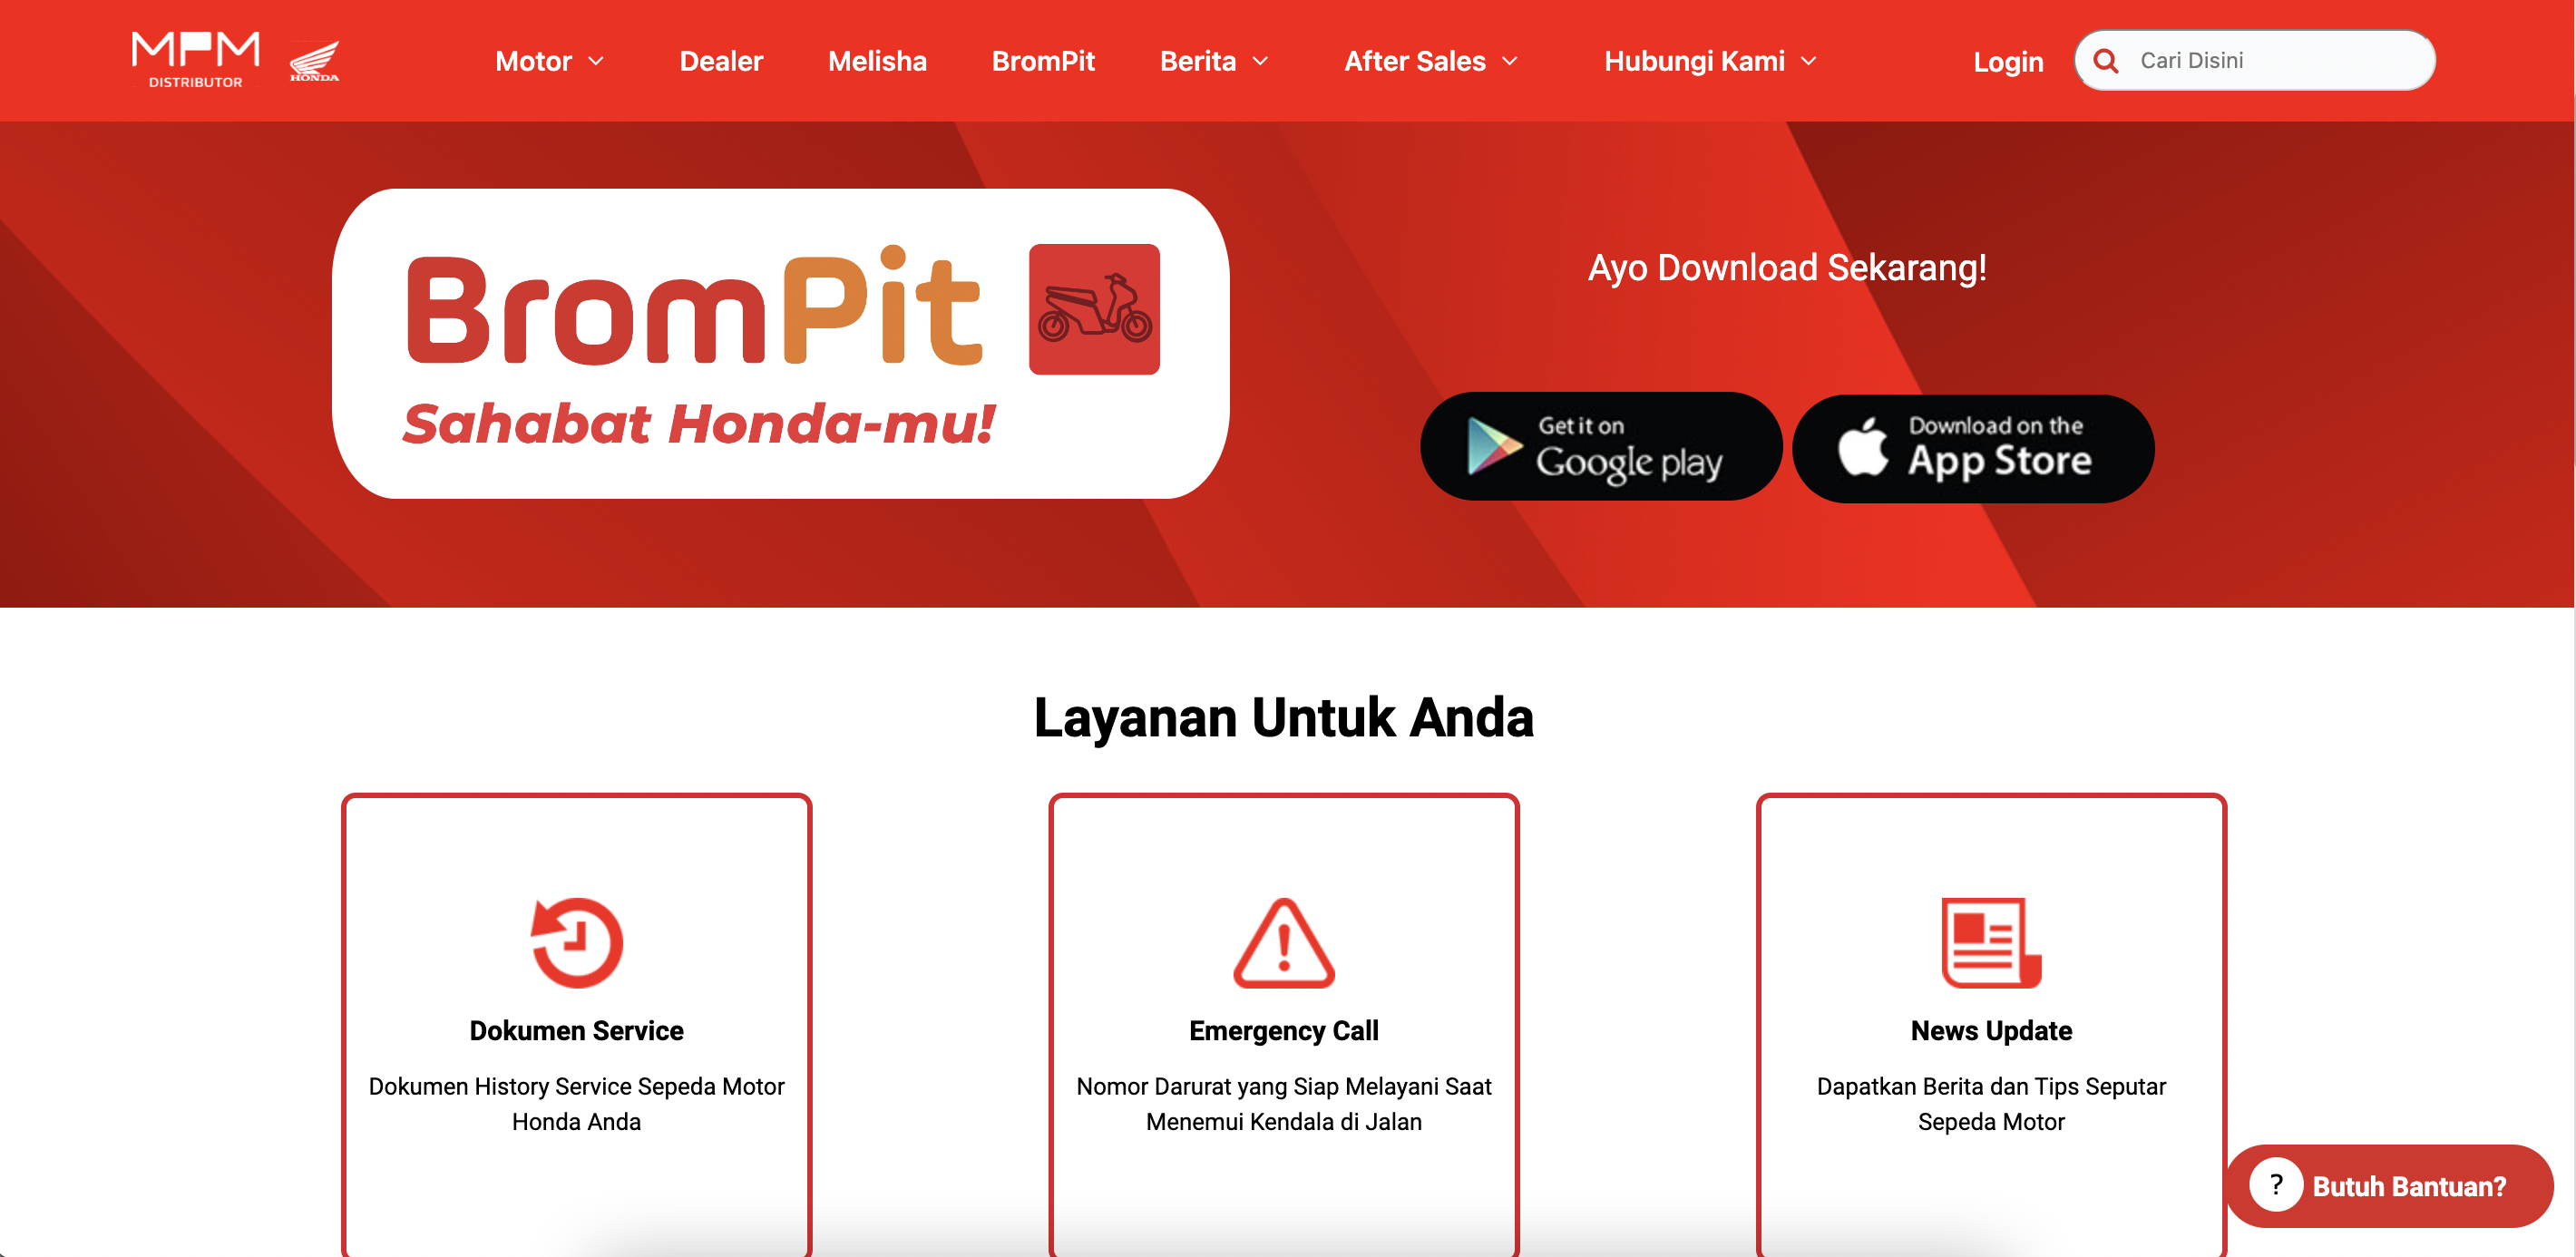 MPM
DISTRIBUTOR
HONDA
Motor
Dealer
Melisha
BromPit
Berita
After Sales
Hubungi Kami
Login
Cari Disini
BromPit
Sahabat Honda-mu!
Ayo Download Sekarang!
Get it on
Google play
Download on the
App Store
Layanan Untuk Anda
Dokumen Service
Dokumen History Service Sepeda Motor
Honda Anda
Emergency Call
Nomor Darurat yang Siap Melayani Saat
Menemui Kendala di Jalan
News Update
Dapatkan Berita dan Tips Seputar
Sepeda Motor
? Butuh Bantuan?